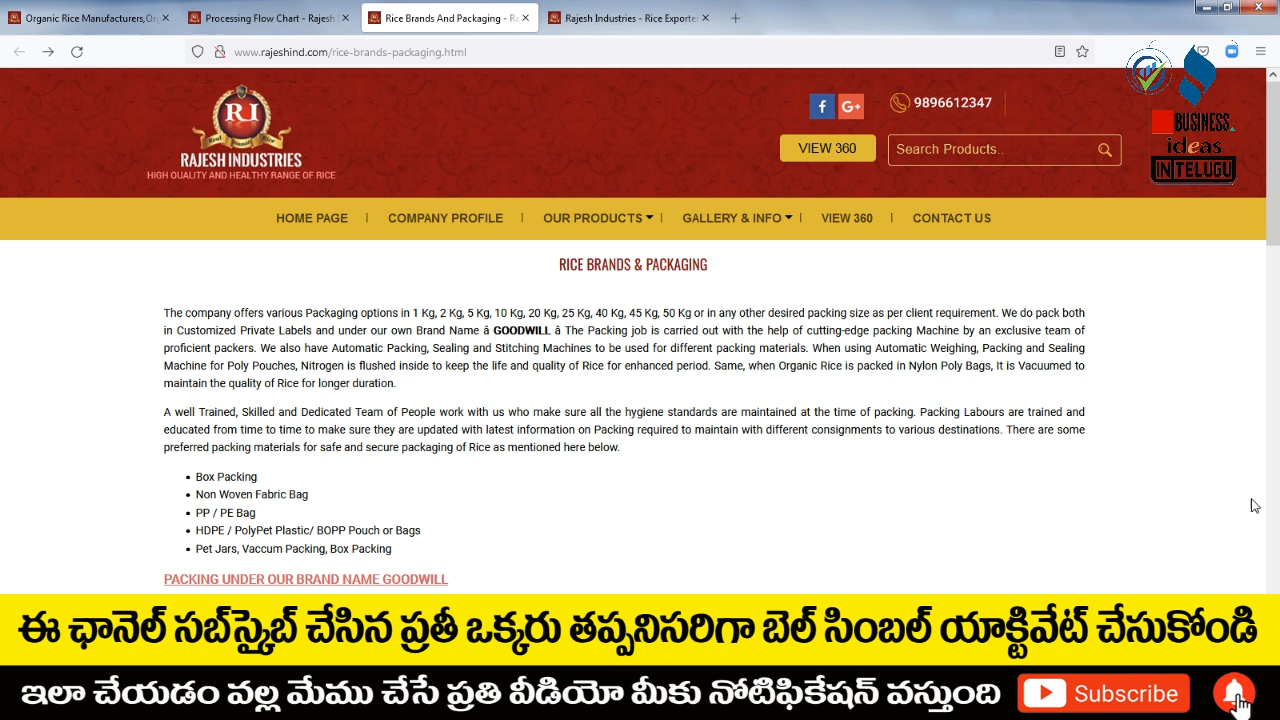 Organic Rice Manufacturers,Or
Processing Flow Chart - Rajesh
Rice Brands And Packaging - Ra
Rajesh Industries - Rice Exporte
www.rajeshind.com/rice-brands-packaging.html
BUSINESS
ideas
IN TELUGU
RI
RAJESH INDUSTRIES
HIGH QUALITY AND HEALTHY RANGE OF RICE
f
G+
9896612347
VIEW 360
Search Products..
HOME PAGE | COMPANY PROFILE | OUR PRODUCTS | GALLERY & INFO | VIEW 360 | CONTACT US
RICE BRANDS & PACKAGING
The company offers various Packaging options in 1 Kg, 2 Kg, 5 Kg, 10 Kg, 20 Kg, 25 Kg, 40 Kg, 45 Kg, 50 Kg or in any other desired packing size as per client requirement. We do pack both
in Customized Private Labels and under our own Brand Name â GOODWILL â The Packing job is carried out with the help of cutting-edge packing Machine by an exclusive team of
proficient packers. We also have Automatic Packing, Sealing and Stitching Machines to be used for different packing materials. When using Automatic Weighing, Packing and Sealing
Machine for Poly Pouches, Nitrogen is flushed inside to keep the life and quality of Rice for enhanced period. Same, when Organic Rice is packed in Nylon Poly Bags, it is Vacuumed to
maintain the quality of Rice for longer duration.
A well Trained, Skilled and Dedicated Team of People work with us who make sure all the hygiene standards are maintained at the time of packing. Packing Labours are trained and
educated from time to time to make sure they are updated with latest information on Packing required to maintain with different consignments to various destinations. There are some
preferred packing materials for safe and secure packaging of Rice as mentioned here below.
• Box Packing
• Non Woven Fabric Bag
• PP / PE Bag
• HDPE / PolyPet Plastic/ BOPP Pouch or Bags
• Pet Jars, Vaccum Packing, Box Packing
PACKING UNDER OUR BRAND NAME GOODWILL
ఈ ఛానెల్ సబ్‌స్క్రైబ్ చేసిన ప్రతీ ఒక్కరు తప్పనిసరిగా బెల్ సింబల్ యాక్టివేట్ చేసుకోండి
ఇలా చేయడం వల్ల మేము చేసే ప్రతి వీడియో మీకు నోటిఫికేషన్ వస్తుంది
Subscribe